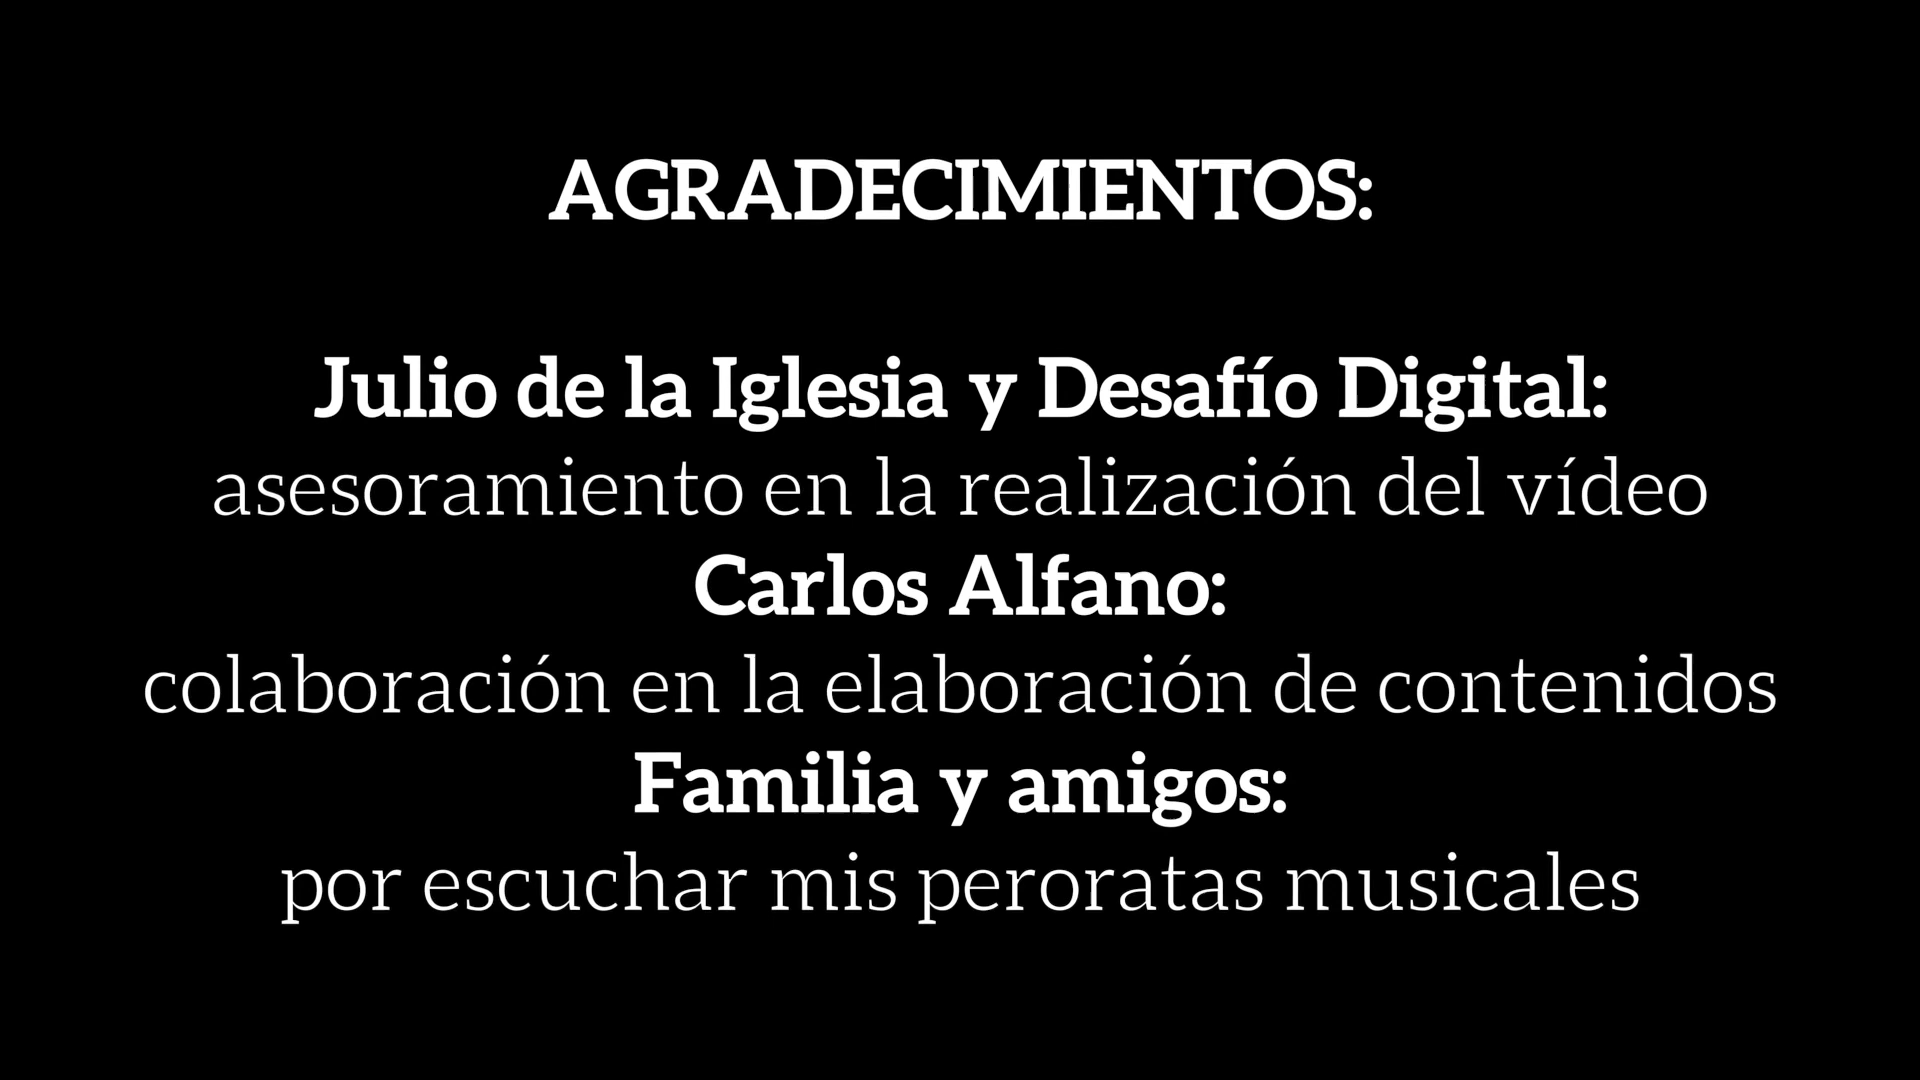 AGRADECIMIENTOS:
Julio de la Iglesia y Desafío Digital:
asesoramiento en la realización del vídeo
Carlos Alfano:
colaboración en la elaboración de contenidos
Familia y amigos:
por escuchar mis peroratas musicales